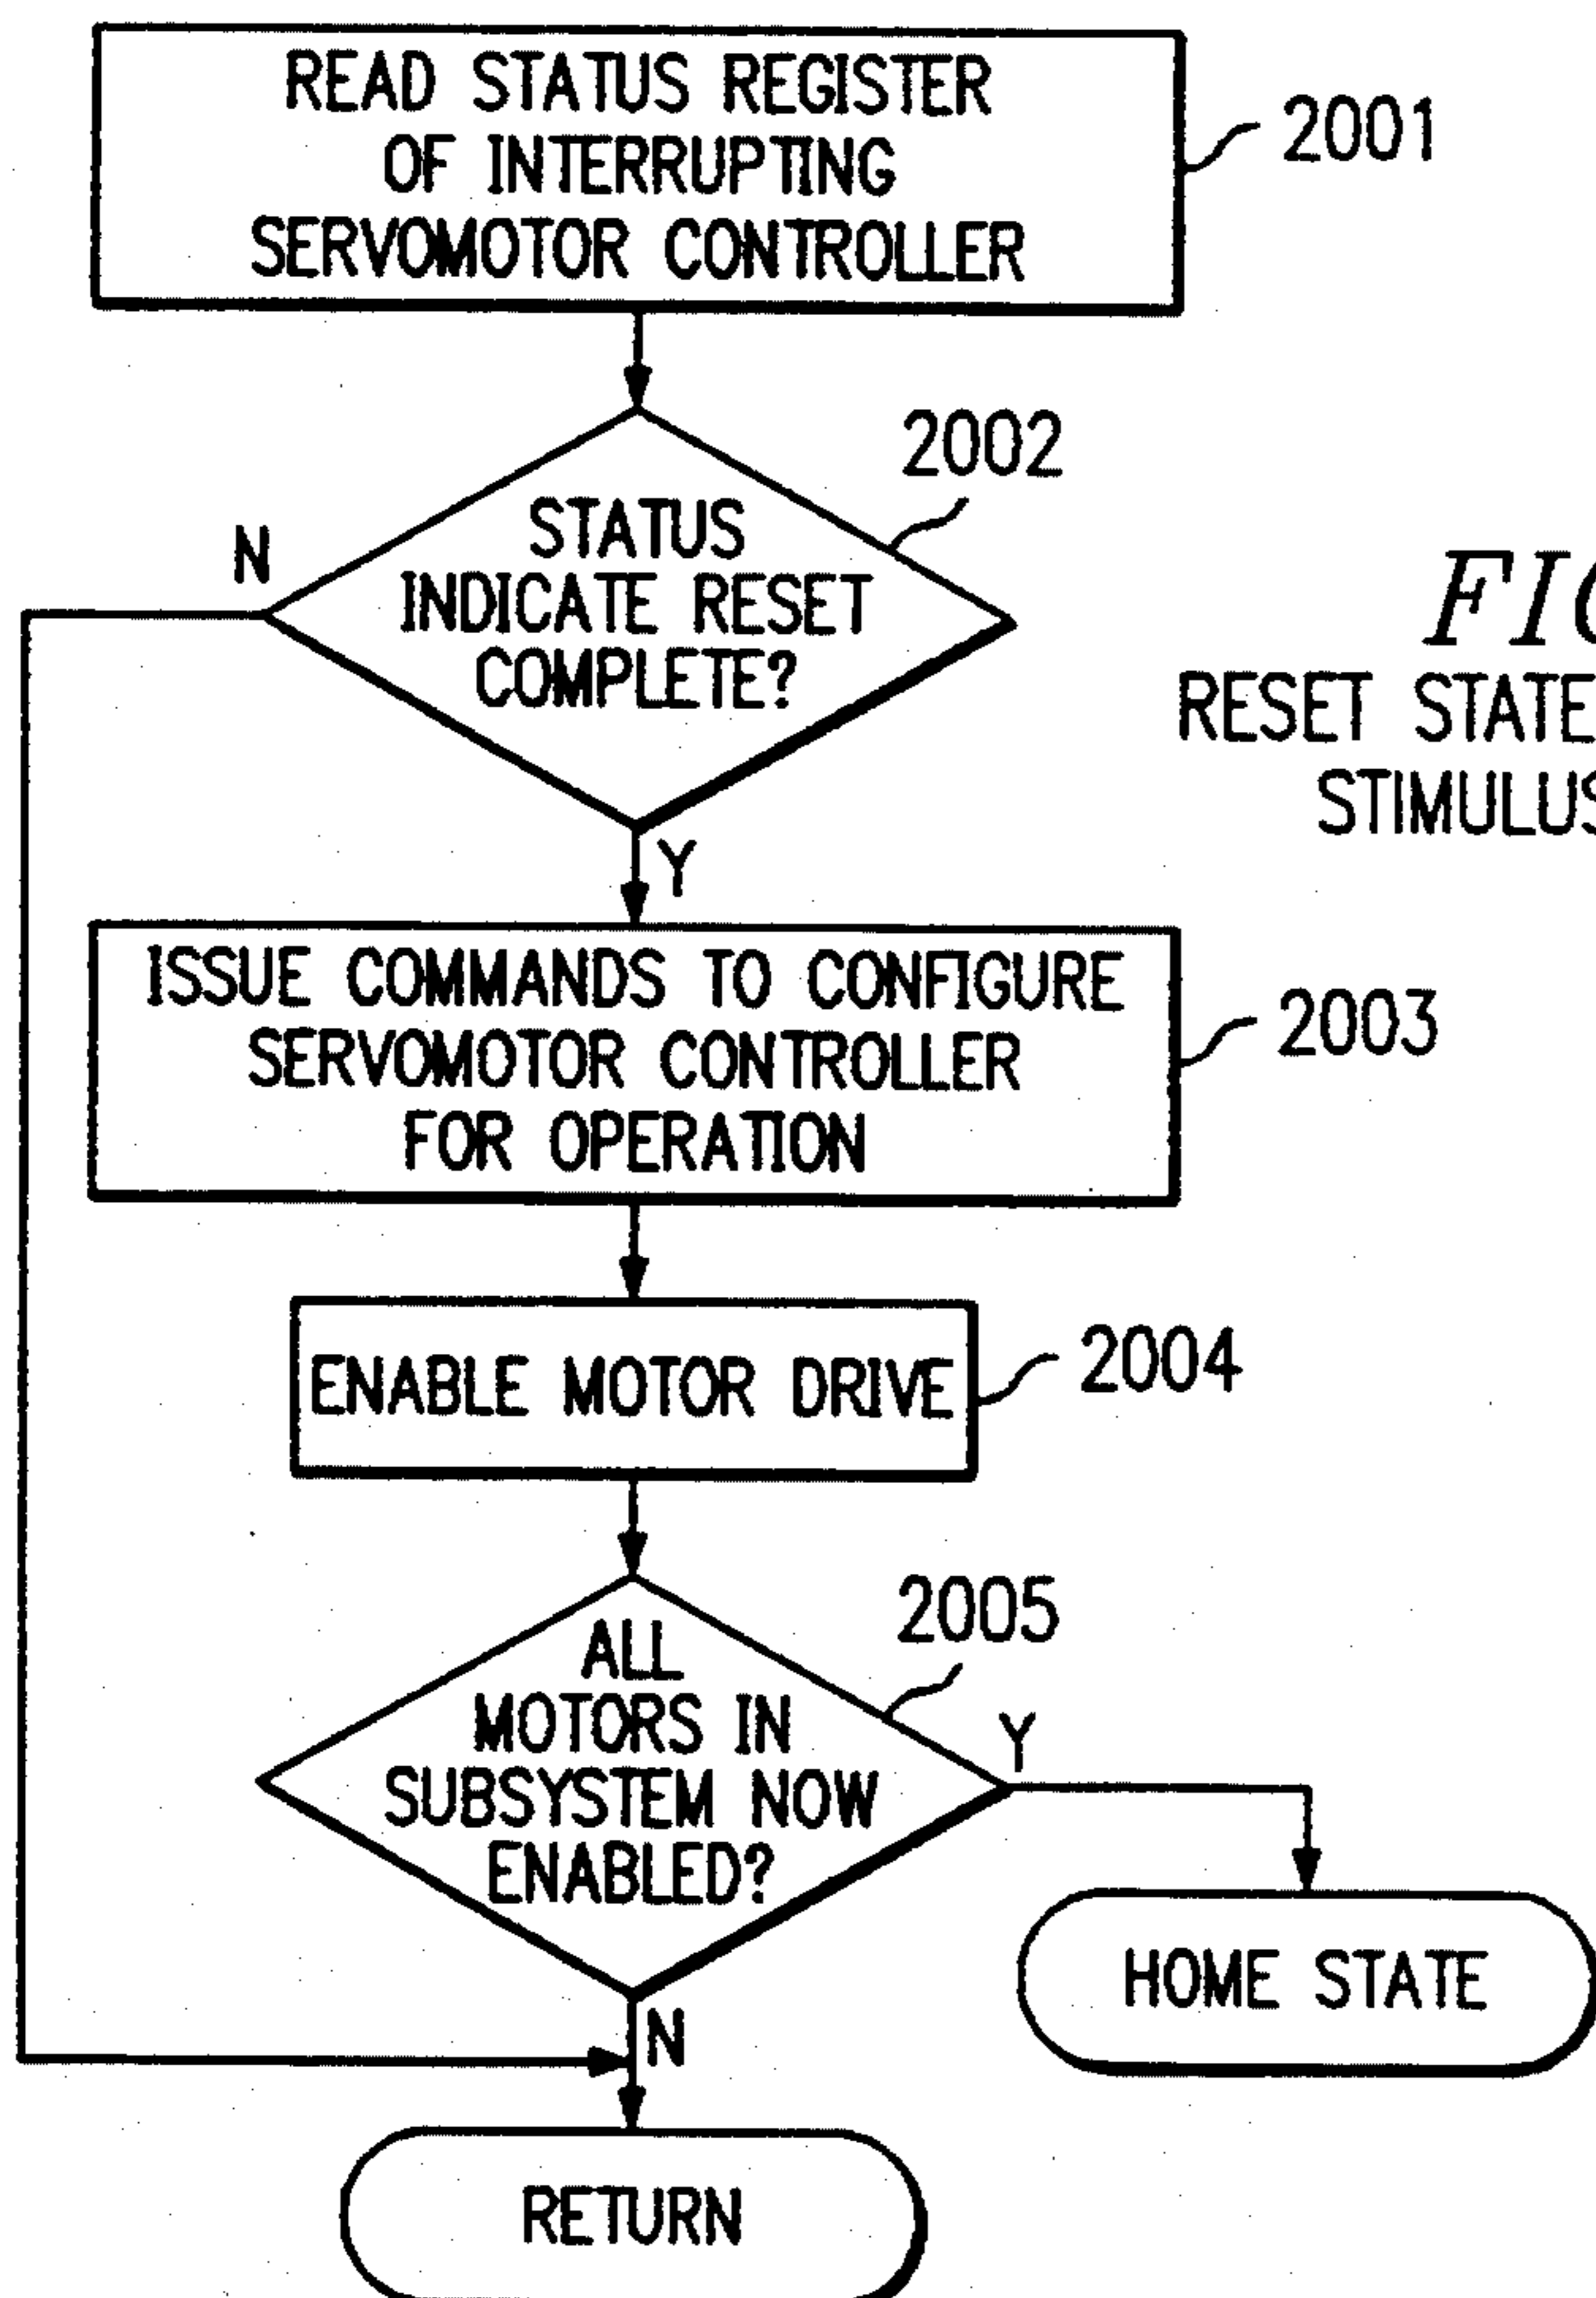 READ STATUS REGISTER
OF INTERRUPTING
SERVOMOTOR CONTROLLER
2001
2002
STATUS
INDICATE RESET
COMPLETE?
N
Y
RESET STATE
STIMULUS
ISSUE COMMANDS TO CONFIGURE
SERVOMOTOR CONTROLLER
FOR OPERATION
2003
ENABLE MOTOR DRIVE
2004
2005
ALL
MOTORS IN
SUBSYSTEM NOW
ENABLED?
Y
N
HOME STATE
RETURN